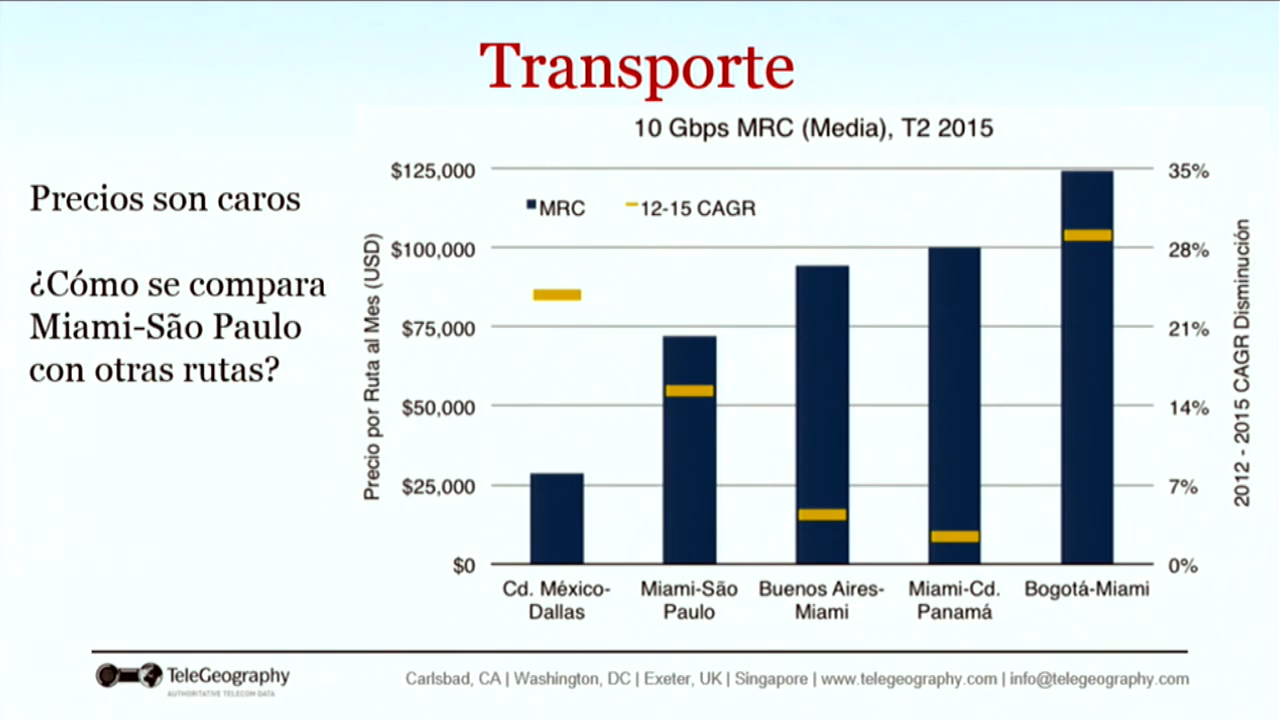 Transporte
10 Gbps MRC (Media), T2 2015
Precios son caros
¿Cómo se compara
Miami-São Paulo
con otras rutas?
Precio por Ruta al Mes (USD)
$125,000
$100,000
$75,000
$50,000
$25,000
$0
MRC
12-15 CAGR
35%
28%
21%
14%
7%
0%
2012 - 2015 CAGR Disminución
Cd. México-
Dallas
Miami-São
Paulo
Buenos Aires-
Miami
Miami-Cd.
Panamá
Bogotá-Miami
TeleGeography
AUTHORITATIVE TELECOM DATA
Carlsbad, CA | Washington, DC | Exeter, UK | Singapore | www.telegeography.com | info@telegeography.com